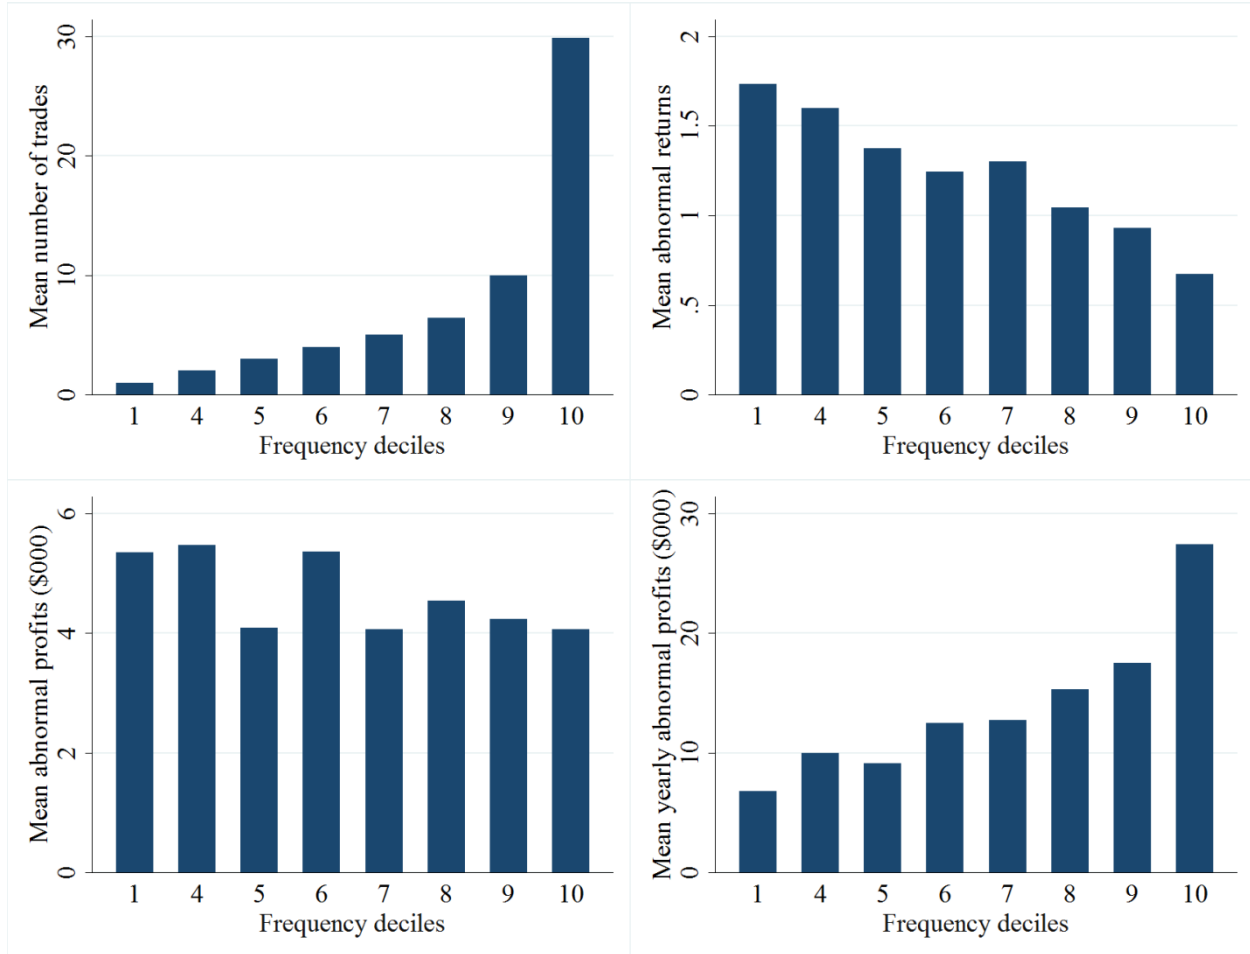 Mean number of trades
30
20
10
0
1 4 5 6 7 8 9 10
Frequency deciles
Mean abnormal returns
2
1.5
1
.5
0
1 4 5 6 7 8 9 10
Frequency deciles
Mean abnormal profits ($000)
6
4
2
0
1 4 5 6 7 8 9 10
Frequency deciles
Mean yearly abnormal profits ($000)
30
20
10
0
1 4 5 6 7 8 9 10
Frequency deciles